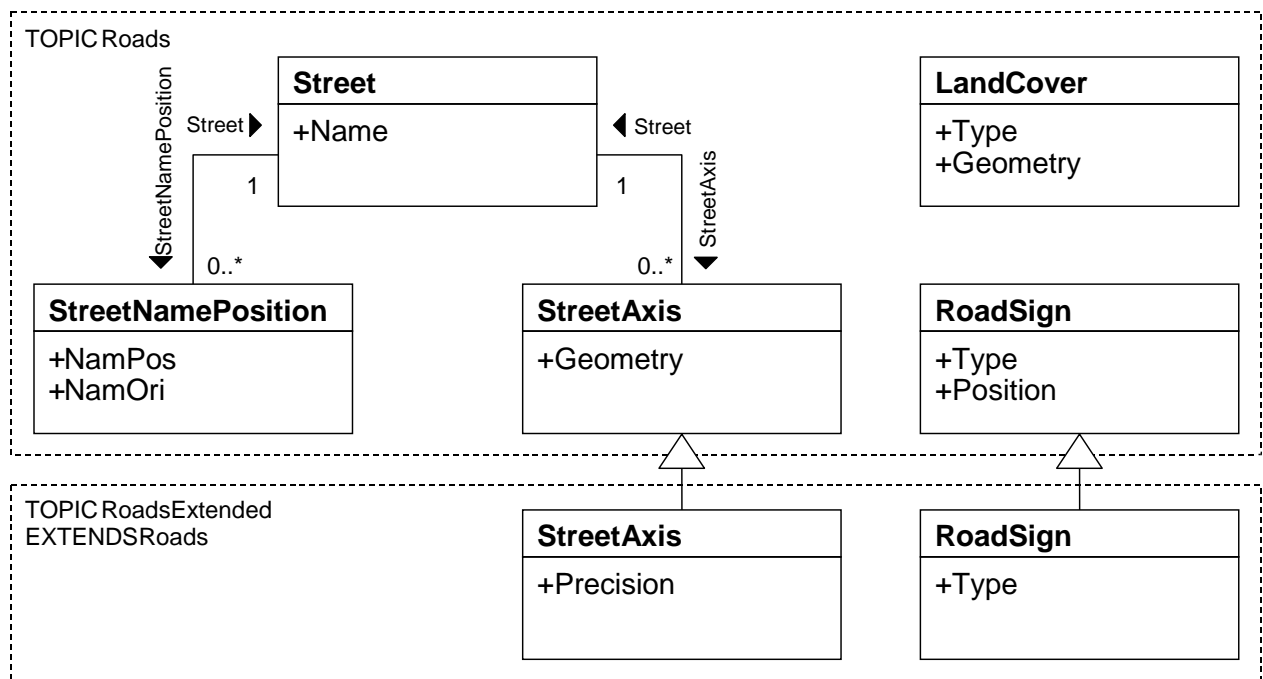 TOPIC Roads
Street
+Name
LandCover
+Type
+Geometry
StreetNamePosition
Street
Street
StreetAxis
1
1
0..*
0..*
StreetNamePosition
+NamPos
+NamOri
StreetAxis
+Geometry
RoadSign
+Type
+Position
TOPIC RoadsExtended
EXTENDSRoads
StreetAxis
+Precision
RoadSign
+Type